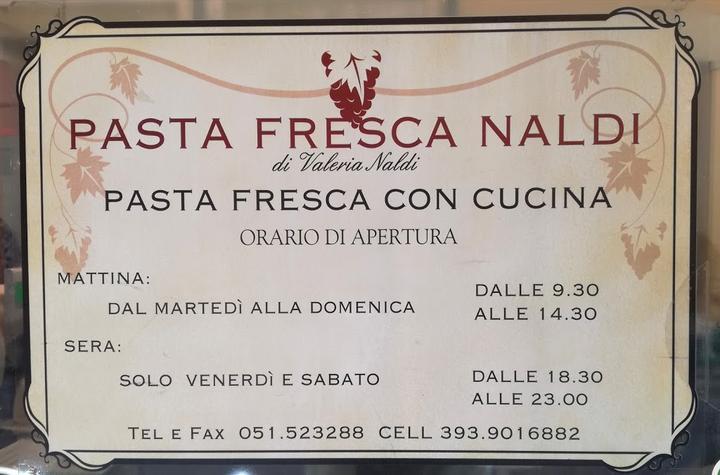 PASTA FRESCA NALDI
di Valeria Naldi
PASTA FRESCA CON CUCINA
ORARIO DI APERTURA
MATTINA:
DAL MARTEDÌ ALLA DOMENICA
DALLE 9.30
ALLE 14.30
SERA:
SOLO VENERDÌ E SABATO
DALLE 18.30
ALLE 23.00
TEL E FAX 051.523288 CELL 393.9016882